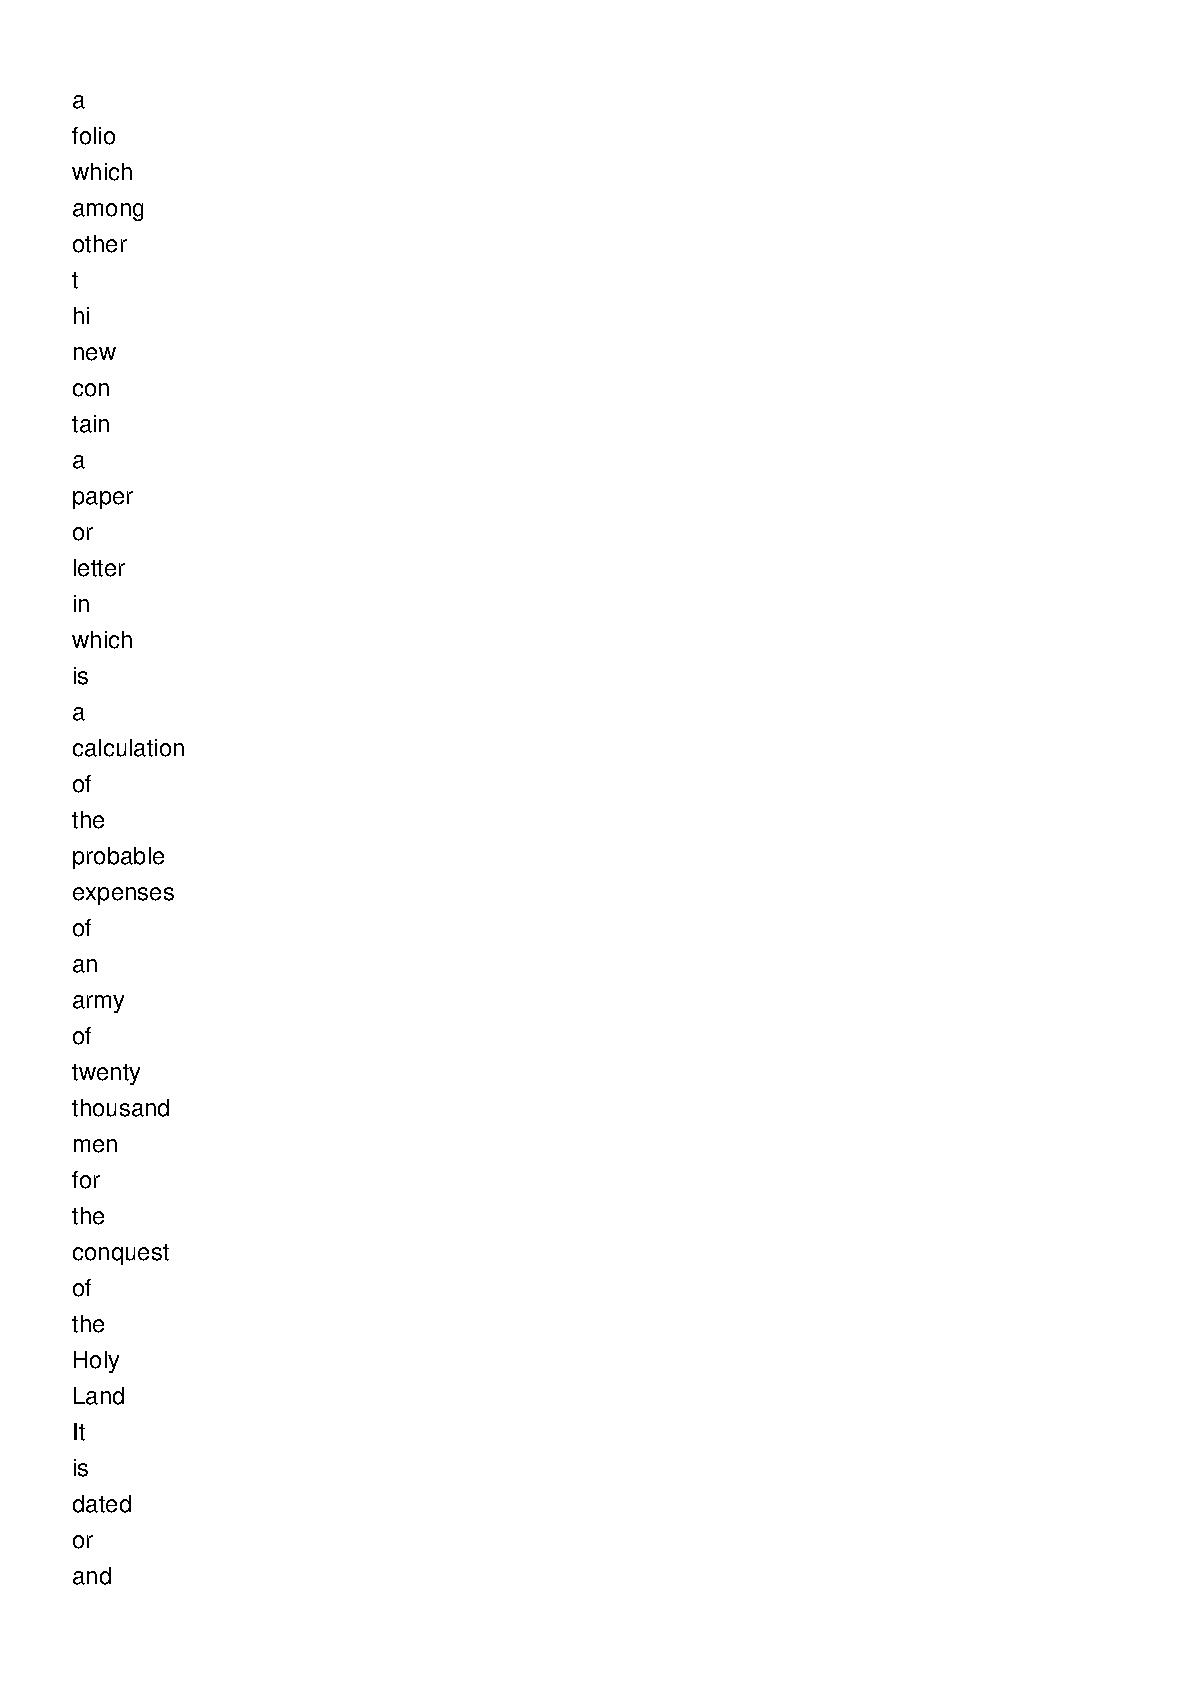 a
folio
which
among
other
t
hi
new
con
tain
a
paper
or
letter
in
which
is
a
calculation
of
the
probable
expenses
of
an
army
of
twenty
thousand
men
for
the
conquest
of
the
Holy
Land
It
is
dated
or
and